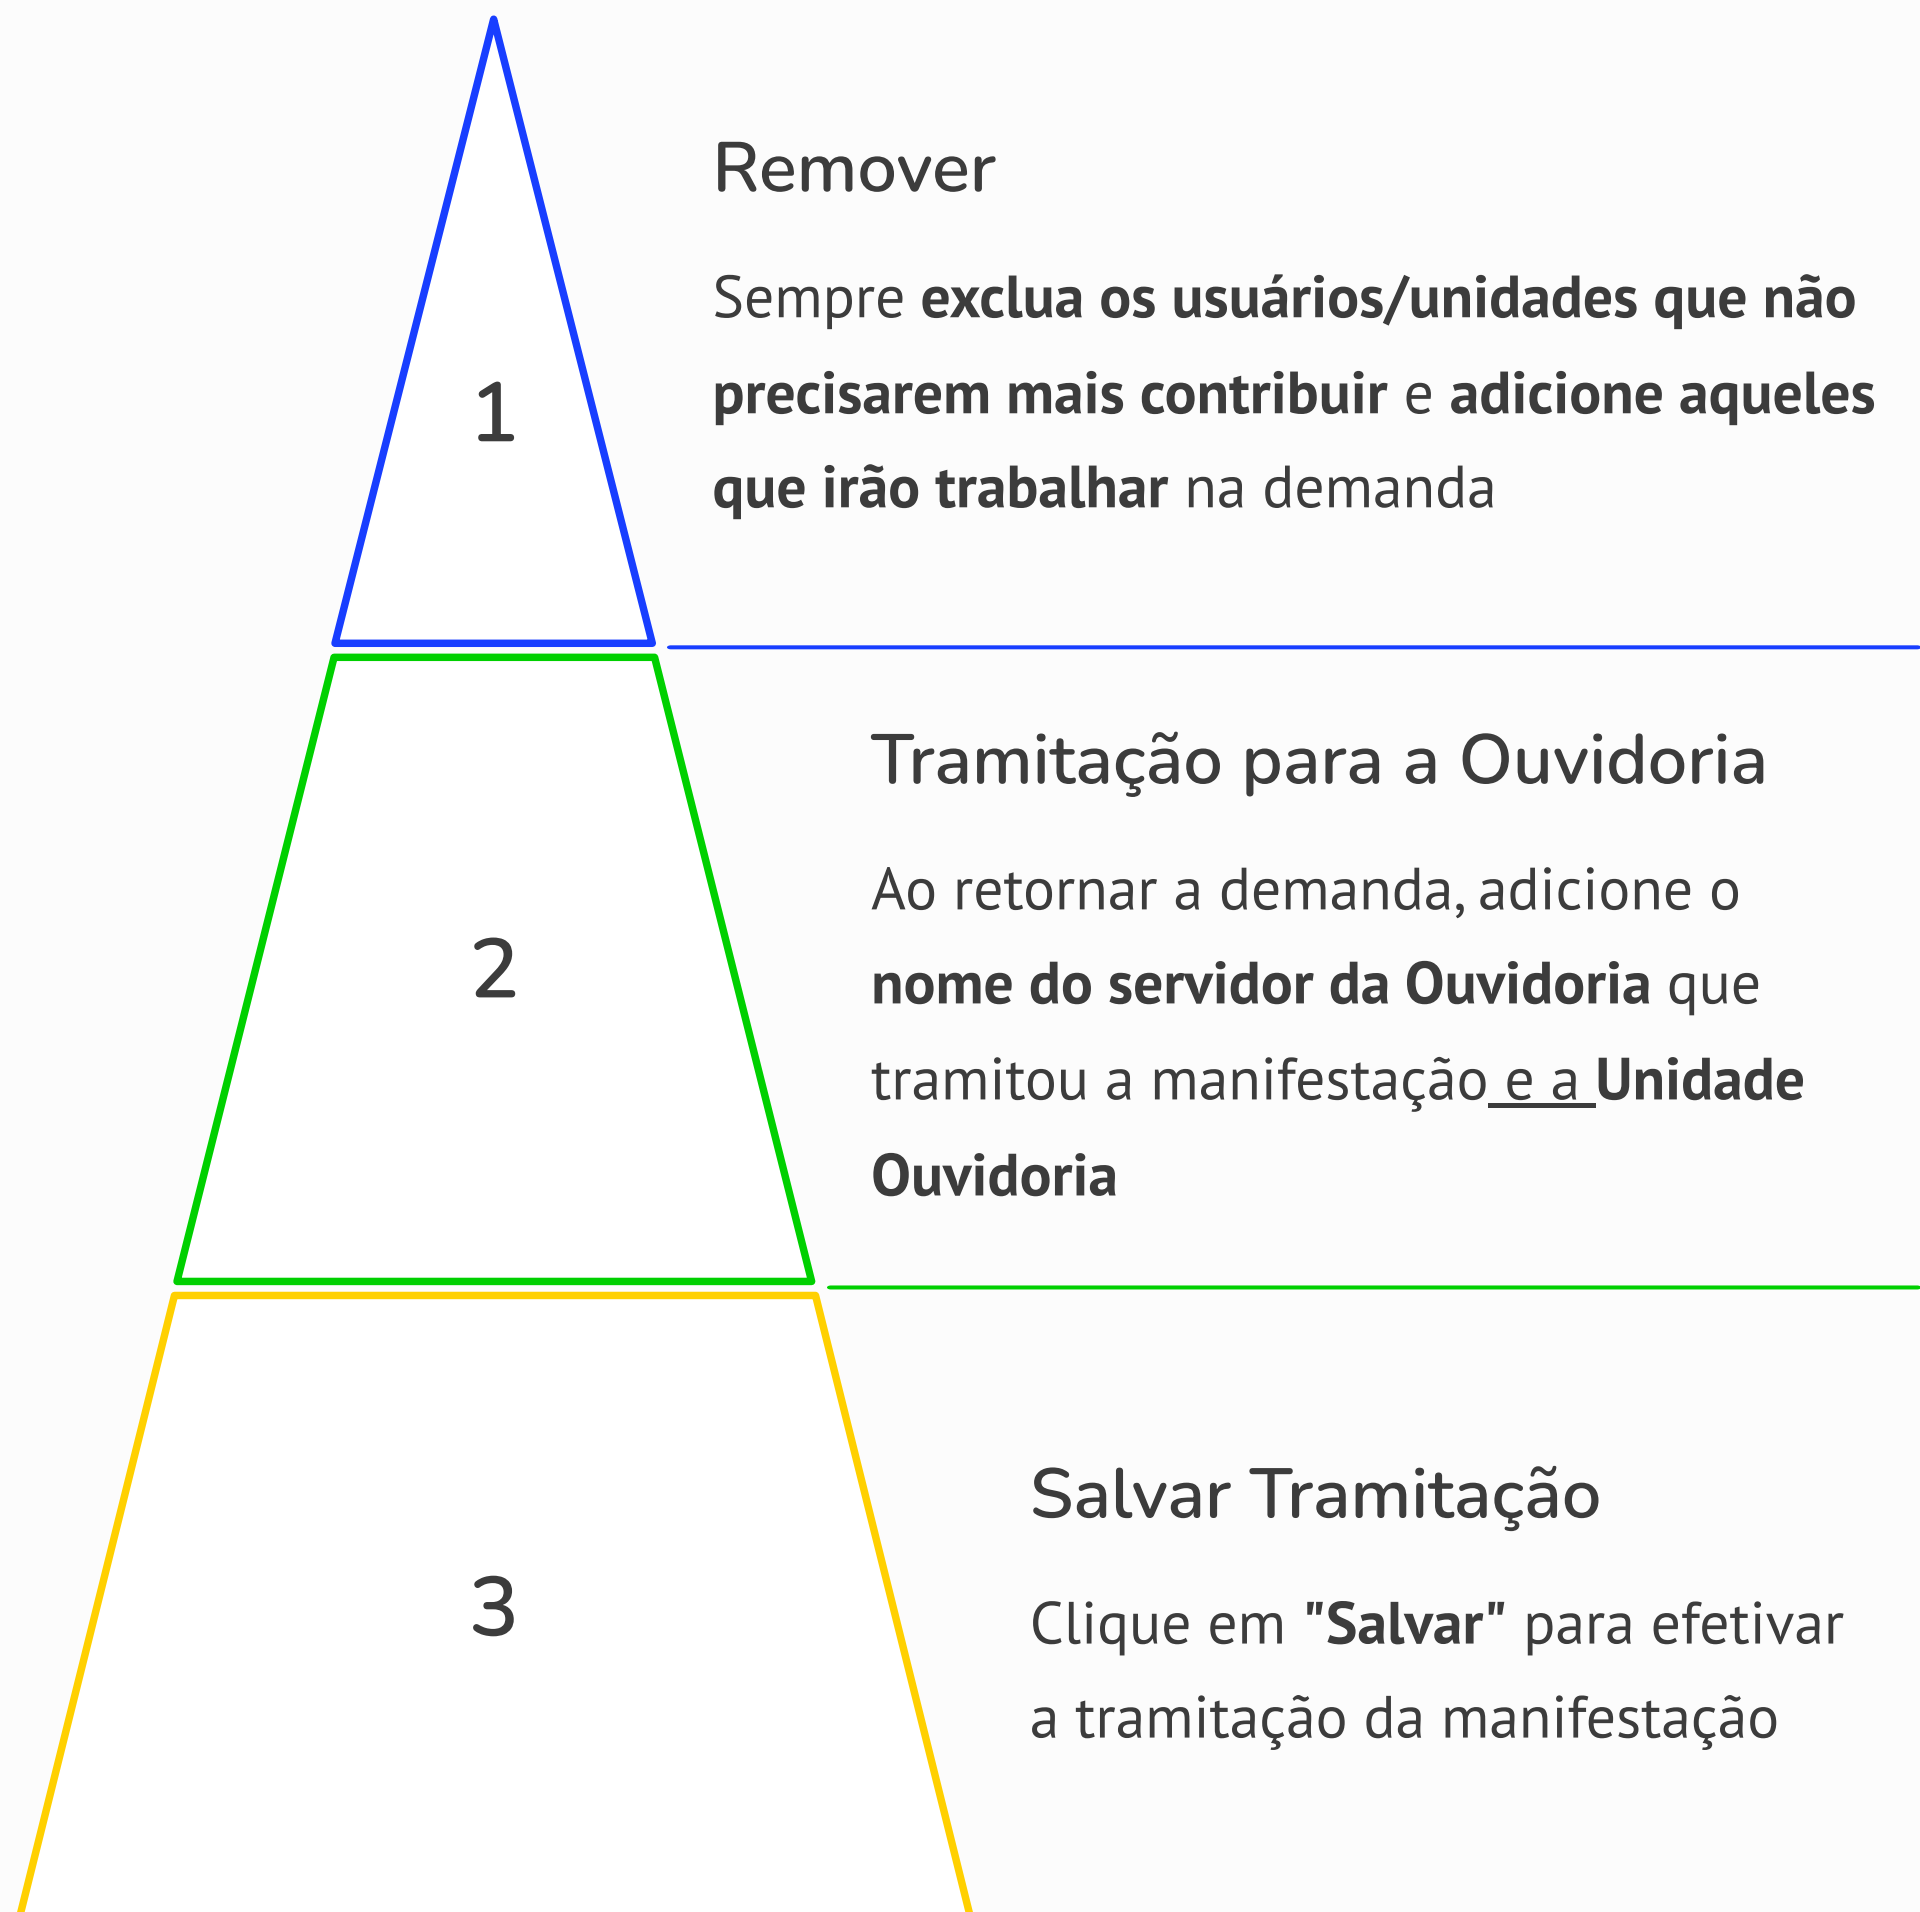 1
Remover
Sempre exclua os usuários/unidades que não
precisarem mais contribuir e adicione aqueles
que irão trabalhar na demanda
2
Tramitação para a Ouvidoria
Ao retornar a demanda, adicione o
nome do servidor da Ouvidoria que
tramitou a manifestação e a Unidade
Ouvidoria
3
Salvar Tramitação
Clique em "Salvar" para efetivar
a tramitação da manifestação